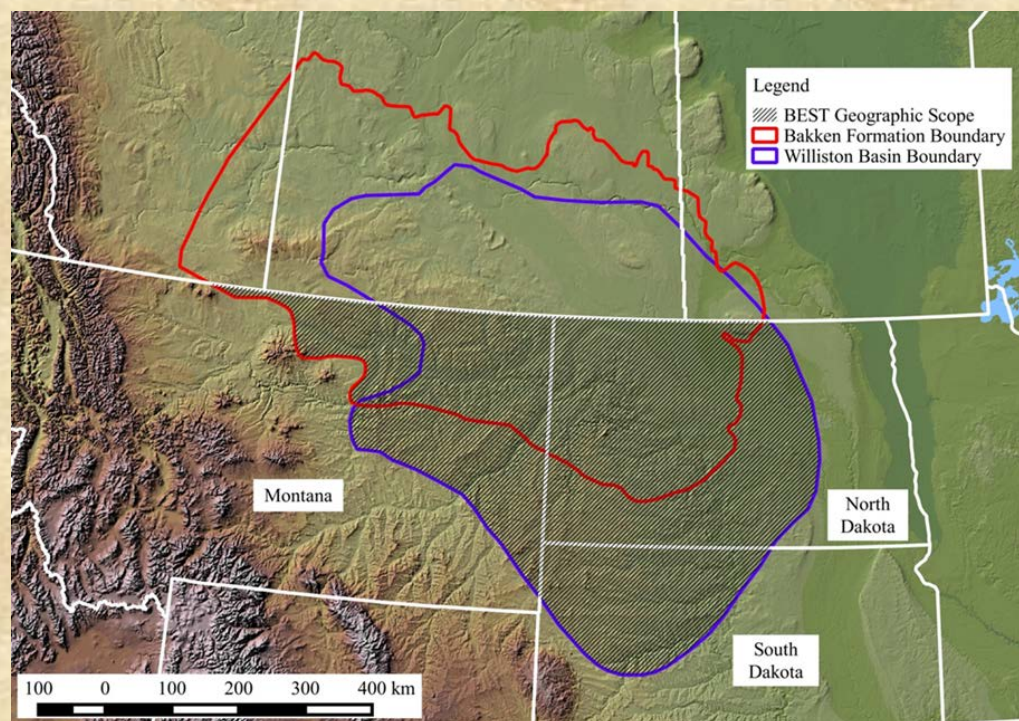 Legend
BEST Geographic Scope
Bakken Formation Boundary
Williston Basin Boundary
Montana
North
Dakota
South
Dakota
100 0 100 200 300 400 km